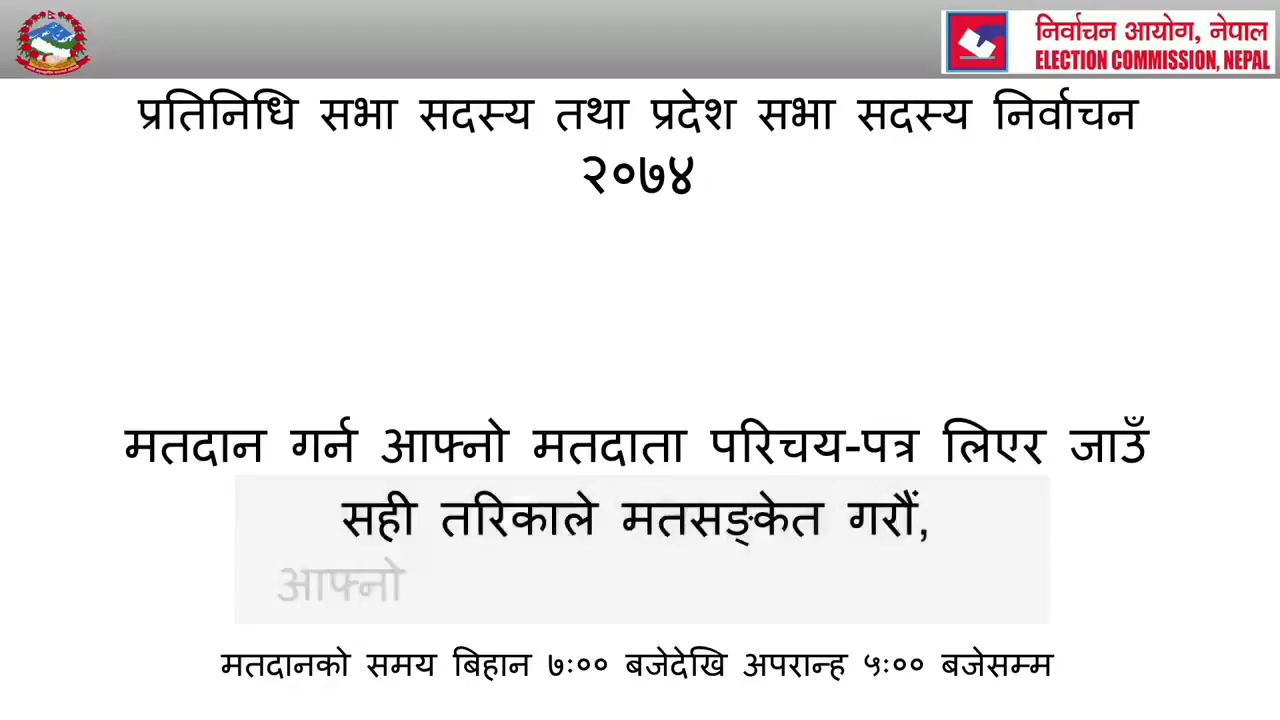 निर्वाचन आयोग, नेपाल
ELECTION COMMISSION, NEPAL
प्रतिनिधि सभा सदस्य तथा प्रदेश सभा सदस्य निर्वाचन
२०७४
मतदान गर्न आफ्नो मतदाता परिचय-पत्र लिएर जाउँ
सही तरिकाले मतसङ्केत गरौं,
आफ्नो
मतदानको समय बिहान ७ः०० बजेदेखि अपरान्ह ५ः०० बजेसम्म